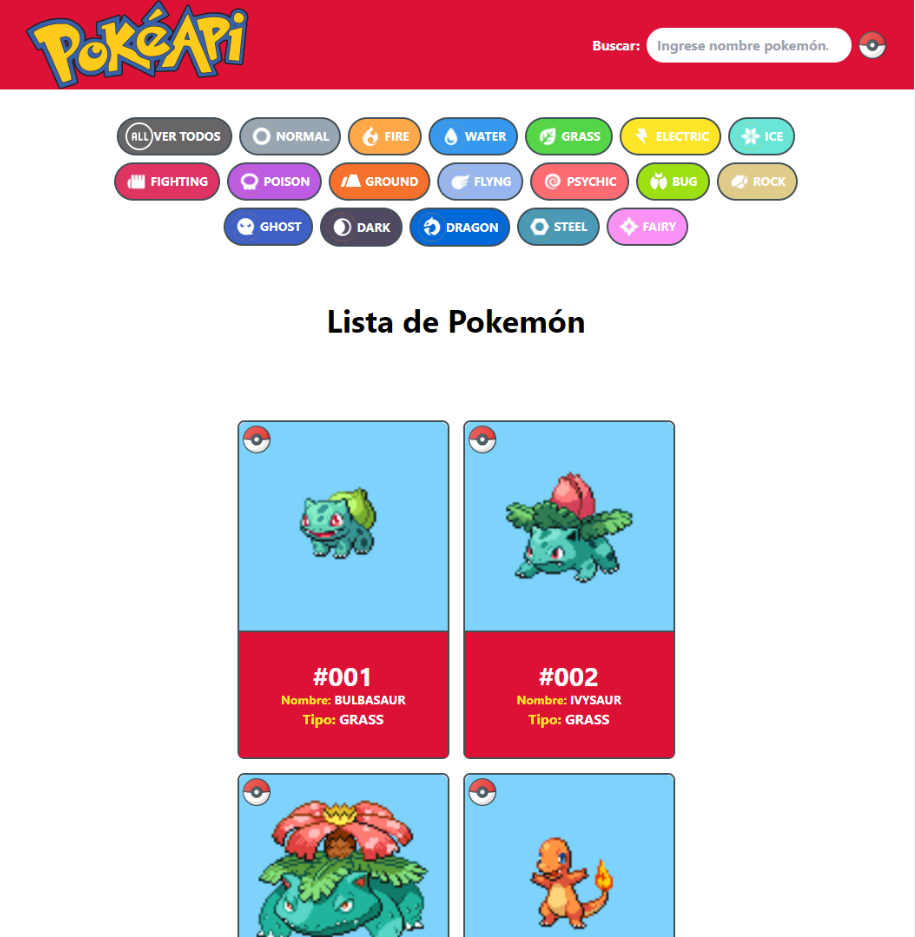 PokéApi
Buscar: Ingrese nombre pokemón.
ALL VER TODOS NORMAL FIRE WATER GRASS ELECTRIC ICE
FIGHTING POISON GROUND FLYNG PSYCHIC BUG ROCK
GHOST DARK DRAGON STEEL FAIRY
Lista de Pokemón
#001
Nombre: BULBASAUR
Tipo: GRASS
#002
Nombre: IVYSAUR
Tipo: GRASS